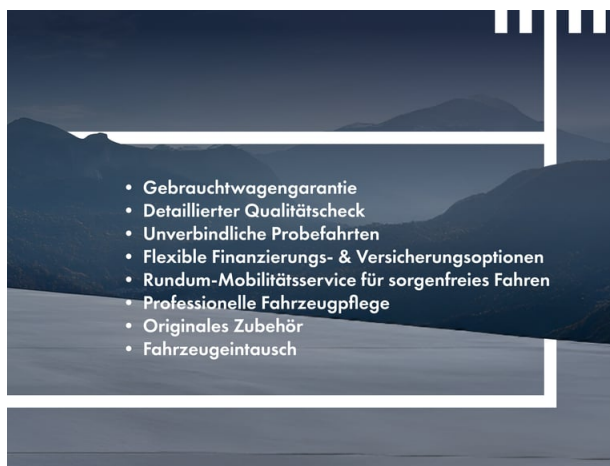 • Gebrauchtwagengarantie
• Detaillierter Qualitätscheck
• Unverbindliche Probefahrten
• Flexible Finanzierungs- & Versicherungsoptionen
• Rundum-Mobilitätsservice für sorgenfreies Fahren
• Professionelle Fahrzeugpflege
• Originales Zubehör
• Fahrzeugeintausch